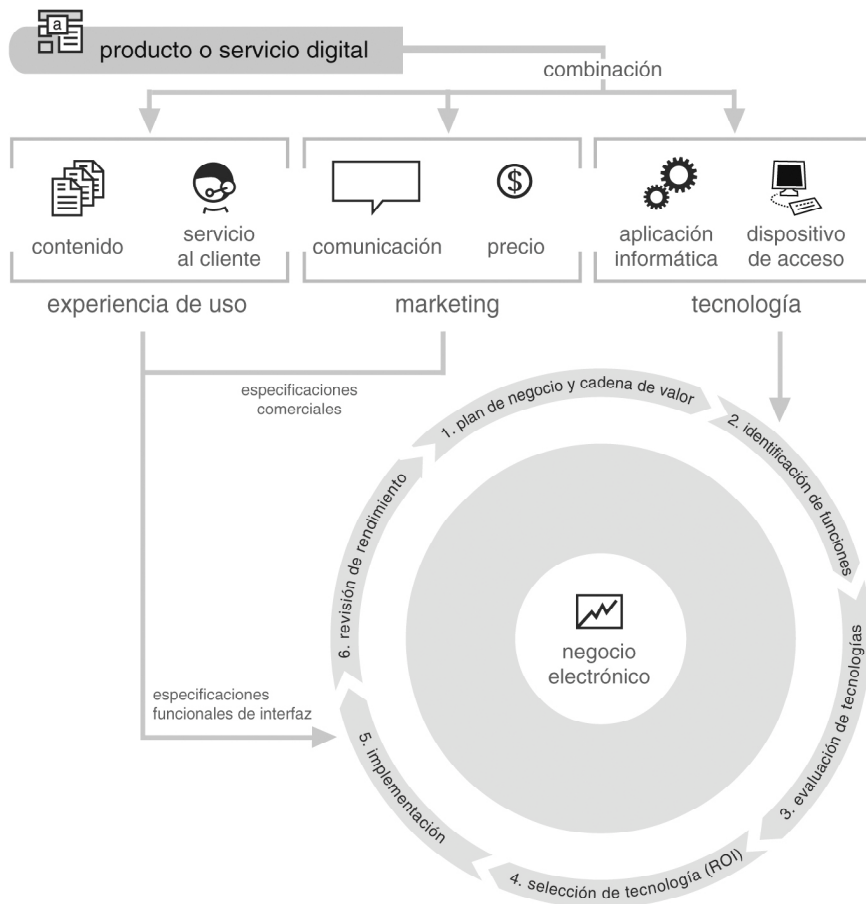 a
producto o servicio digital
combinación
contenido
servicio
al cliente
comunicación
$
precio
aplicación
informática
dispositivo
de acceso
experiencia de uso
marketing
tecnología
especificaciones
comerciales
1. plan de negocio y cadena de valor
2. identificación de funciones
3. evaluación de tecnologías
4. selección de tecnología (ROI)
5. implementación
6. revisión de rendimiento
negocio
electrónico
especificaciones
funcionales de interfaz